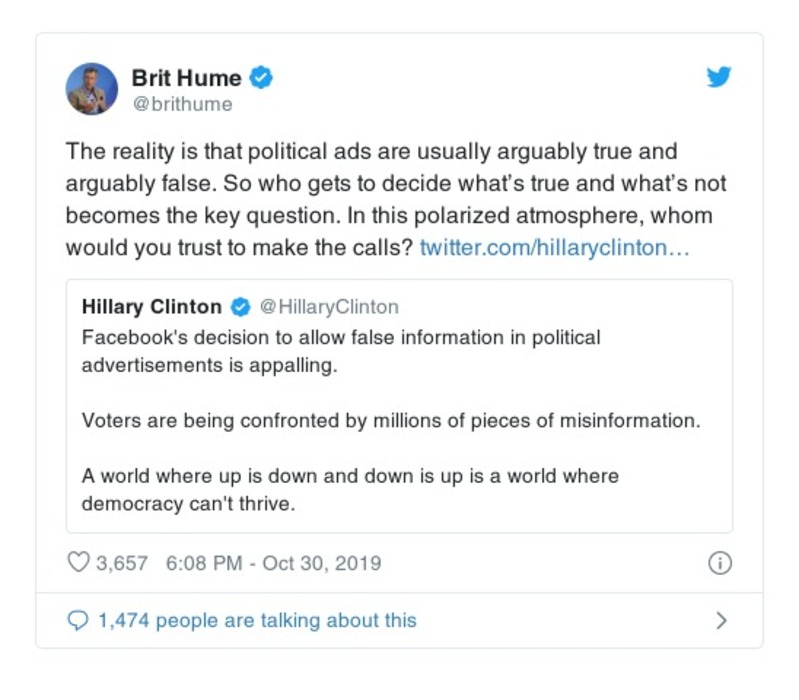 Brit Hume
@brithume
The reality is that political ads are usually arguably true and
arguably false. So who gets to decide what's true and what's not
becomes the key question. In this polarized atmosphere, whom
would you trust to make the calls? twitter.com/hillaryclinton…
Hillary Clinton @HillaryClinton
Facebook's decision to allow false information in political
advertisements is appalling.
Voters are being confronted by millions of pieces of misinformation.
A world where up is down and down is up is a world where
democracy can't thrive.
3,657 6:08 PM - Oct 30, 2019
1,474 people are talking about this